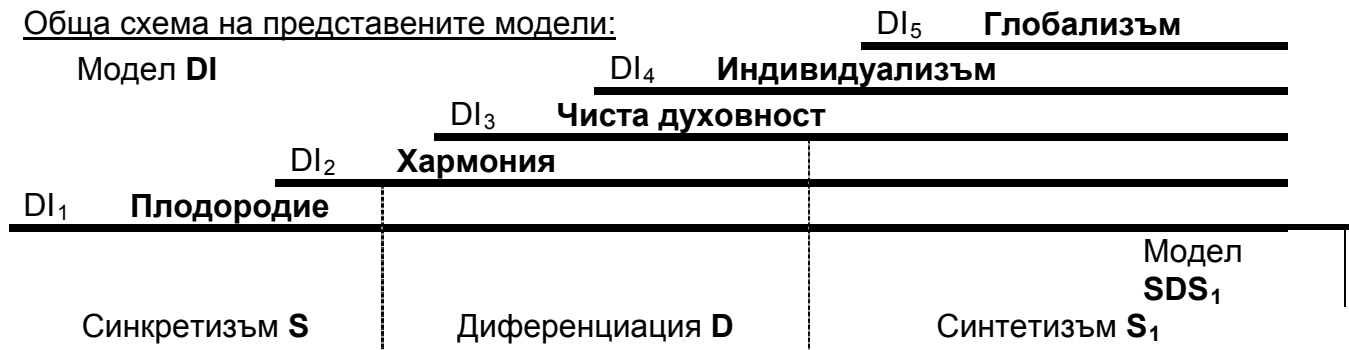 Обща схема на представените модели: DI₅ Глобализъм
Модел DI DI₄ Индивидуализъм
DI₃ Чиста духовност
DI₂ Хармония
DI₁ Плодородие
Модел
SDS₁
Синкретизъм S Диференциация D Синтетизъм S₁